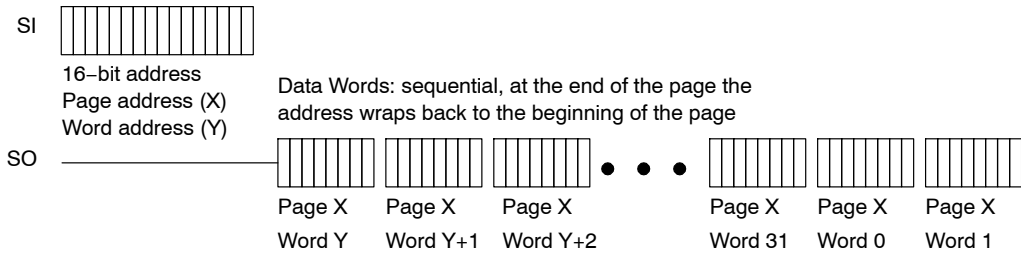 SI
16−bit address
Page address (X)
Word address (Y)
Data Words: sequential, at the end of the page the
address wraps back to the beginning of the page
SO
Page X Page X Page X Page X Page X Page X
Word Y Word Y+1 Word Y+2 Word 31 Word 0 Word 1